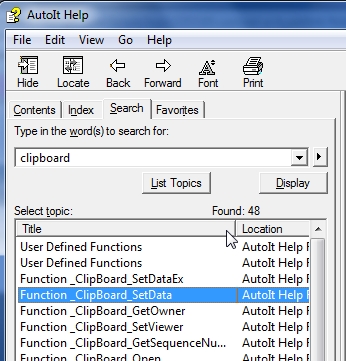 AutoIt Help
File Edit View Go Help
Hide Locate Back Forward Font Print
Contents Index Search Favorites
Type in the word(s) to search for:
clipboard
List Topics Display
Select topic: Found: 48
Title Location
User Defined Functions AutoIt Help F
User Defined Functions AutoIt Help F
Function _ClipBoard_SetDataEx AutoIt Help F
Function _ClipBoard_SetData AutoIt Help F
Function _ClipBoard_GetOwner AutoIt Help F
Function _ClipBoard_SetViewer AutoIt Help F
Function _ClipBoard_GetSequenceNu... AutoIt Help F
Function _ClipBoard_Open AutoIt Help F